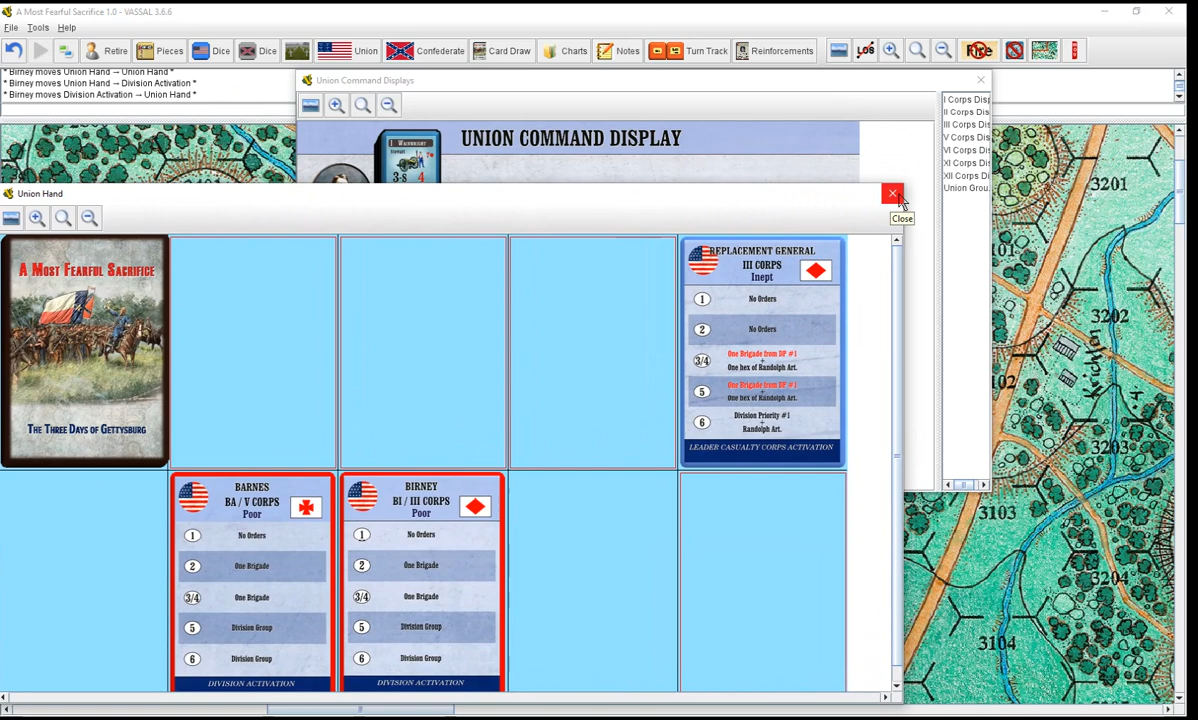 A Most Fearful Sacrifice 1.0 - VASSAL 3.6.6
File Tools Help
Retire Pieces Dice Dice Union Confederate Card Draw Charts Notes Turn Track Reinforcements LOS Fire
* Birney moves Union Hand → Union Hand *
* Birney moves Union Hand → Division Activation *
* Birney moves Division Activation → Union Hand *
Union Command Displays
UNION COMMAND DISPLAY
WAINWRIGHT
Stewart
3-8 4
I Corps Disp
II Corps Dis
III Corps Dis
V Corps Dis
VI Corps Dis
XI Corps Dis
XII Corps Di
Union Grou
Union Hand
Close
A MOST FEARFUL SACRIFICE
THE THREE DAYS OF GETTYSBURG
REPLACEMENT GENERAL
III CORPS
Inept
1 No Orders
2 No Orders
3/4 One Brigade from DP #1
+
One hex of Randolph Art.
5 One Brigade from DP #1
+
One hex of Randolph Art.
6 Division Priority #1
+
Randolph Art.
LEADER CASUALTY CORPS ACTIVATION
BARNES
BA / V CORPS
Poor
1 No Orders
2 One Brigade
3/4 One Brigade
5 Division Group
6 Division Group
DIVISION ACTIVATION
BIRNEY
BI / III CORPS
Poor
1 No Orders
2 One Brigade
3/4 One Brigade
5 Division Group
6 Division Group
DIVISION ACTIVATION
3201
101
3202
102
3203
3103
3204
3104